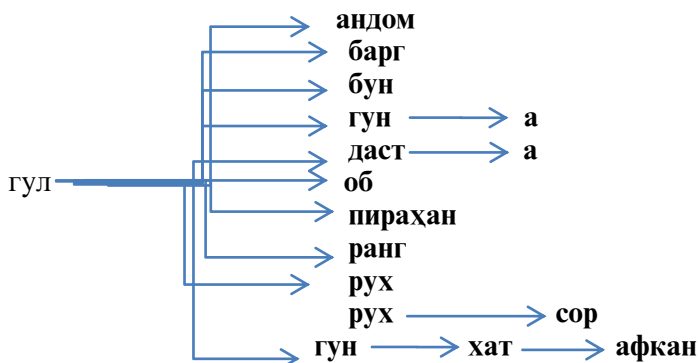 андом
барг
бун
гун а
даст а
гул об
пираҳан
ранг
рух
рух сор
гун хат афкан